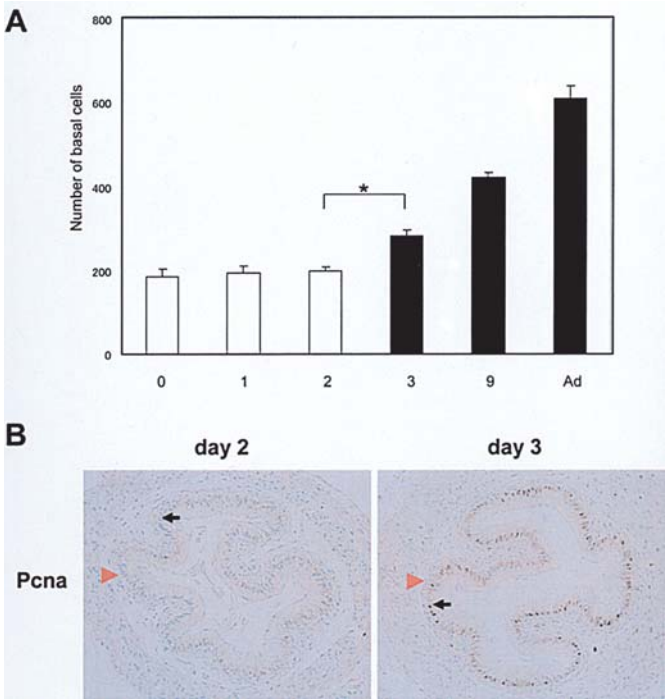 A
Number of basal cells
800
600
400
200
0
*
0 1 2 3 9 Ad
B
day 2 day 3
Pcna